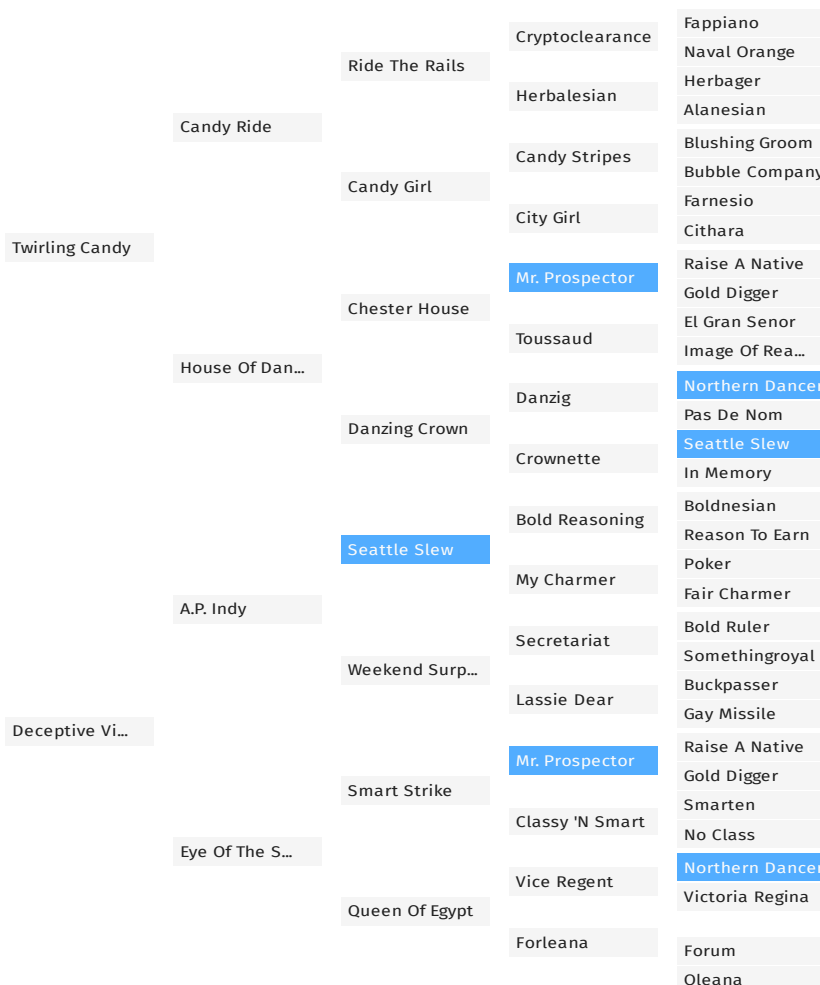 Twirling Candy
Deceptive Vi...
Candy Ride
House Of Dan...
A.P. Indy
Eye Of The S...
Ride The Rails
Candy Girl
Chester House
Danzing Crown
Seattle Slew
Weekend Surp...
Smart Strike
Queen Of Egypt
Cryptoclearance
Herbalesian
Candy Stripes
City Girl
Mr. Prospector
Toussaud
Danzig
Crownette
Bold Reasoning
My Charmer
Secretariat
Lassie Dear
Mr. Prospector
Classy 'N Smart
Vice Regent
Forleana
Fappiano
Naval Orange
Herbager
Alanesian
Blushing Groom
Bubble Company
Farnesio
Cithara
Raise A Native
Gold Digger
El Gran Senor
Image Of Rea...
Northern Dancer
Pas De Nom
Seattle Slew
In Memory
Boldnesian
Reason To Earn
Poker
Fair Charmer
Bold Ruler
Somethingroyal
Buckpasser
Gay Missile
Raise A Native
Gold Digger
Smarten
No Class
Northern Dancer
Victoria Regina
Forum
Oleana